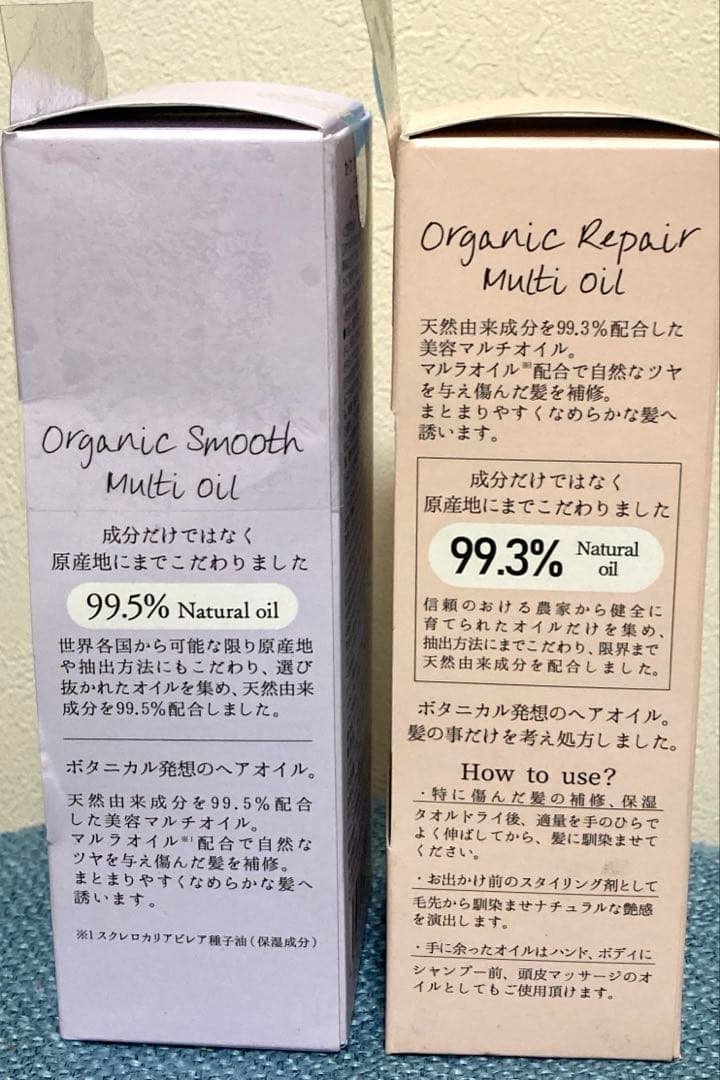 Organic Smooth
Multi oil
成分だけではなく
原産地にまでこだわりました
99.5% Natural oil
世界各国から可能な限り原産地
や抽出方法にもこだわり、選び
抜かれたオイルを集め、天然由来
成分を99.5%配合しました。
ボタニカル発想のヘアオイル。
天然由来成分を99.5%配合
した美容マルチオイル。
マルラオイル※1配合で自然な
ツヤを与え傷んだ髪を補修。
まとまりやすくなめらかな髪へ
誘います。
※1スクレロカリアビレア種子油(保湿成分)
Organic Repair
Multi oil
天然由来成分を99.3%配合した
美容マルチオイル。
マルラオイル※配合で自然なツヤ
を与え傷んだ髪を補修。
まとまりやすくなめらかな髪へ
誘います。
成分だけではなく
原産地にまでこだわりました
99.3% Natural
oil
信頼のおける農家から健全に
育てられたオイルだけを集め、
抽出方法にまでこだわり、限界まで
天然由来成分を配合しました。
ボタニカル発想のヘアオイル。
髪の事だけを考え処方しました。
How to use?
・特に傷んだ髪の補修、保湿
タオルドライ後、適量を手のひらで
よく伸ばしてから、髪に馴染ませて
ください。
・お出かけ前のスタイリング剤として
毛先から馴染ませナチュラルな艶感
を演出します。
・手に余ったオイルはハンド、ボディに
シャンプー前、頭皮マッサージのオ
イルとしてもご使用頂けます。